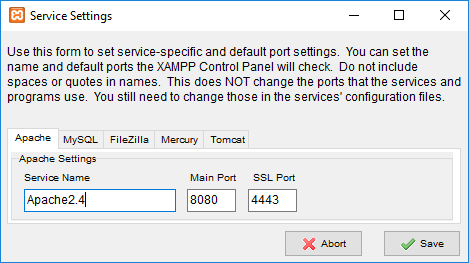 Service Settings
Use this form to set service-specific and default port settings. You can set the
name and default ports the XAMPP Control Panel will check. Do not include
spaces or quotes in names. This does NOT change the ports that the services and
programs use. You still need to change those in the services' configuration files.
Apache MySQL FileZilla Mercury Tomcat
Apache Settings
Service Name Main Port SSL Port
Apache2.4 8080 4443
Abort Save